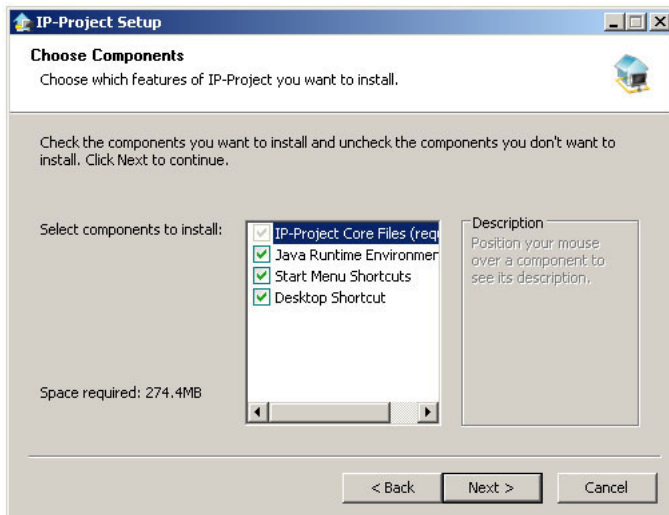 IP-Project Setup
Choose Components
Choose which features of IP-Project you want to install.
Check the components you want to install and uncheck the components you don't want to
install. Click Next to continue.
Select components to install:
IP-Project Core Files (requ
Java Runtime Environmer
Start Menu Shortcuts
Desktop Shortcut
Description
Position your mouse
over a component to
see its description.
Space required: 274.4MB
< Back
Next >
Cancel